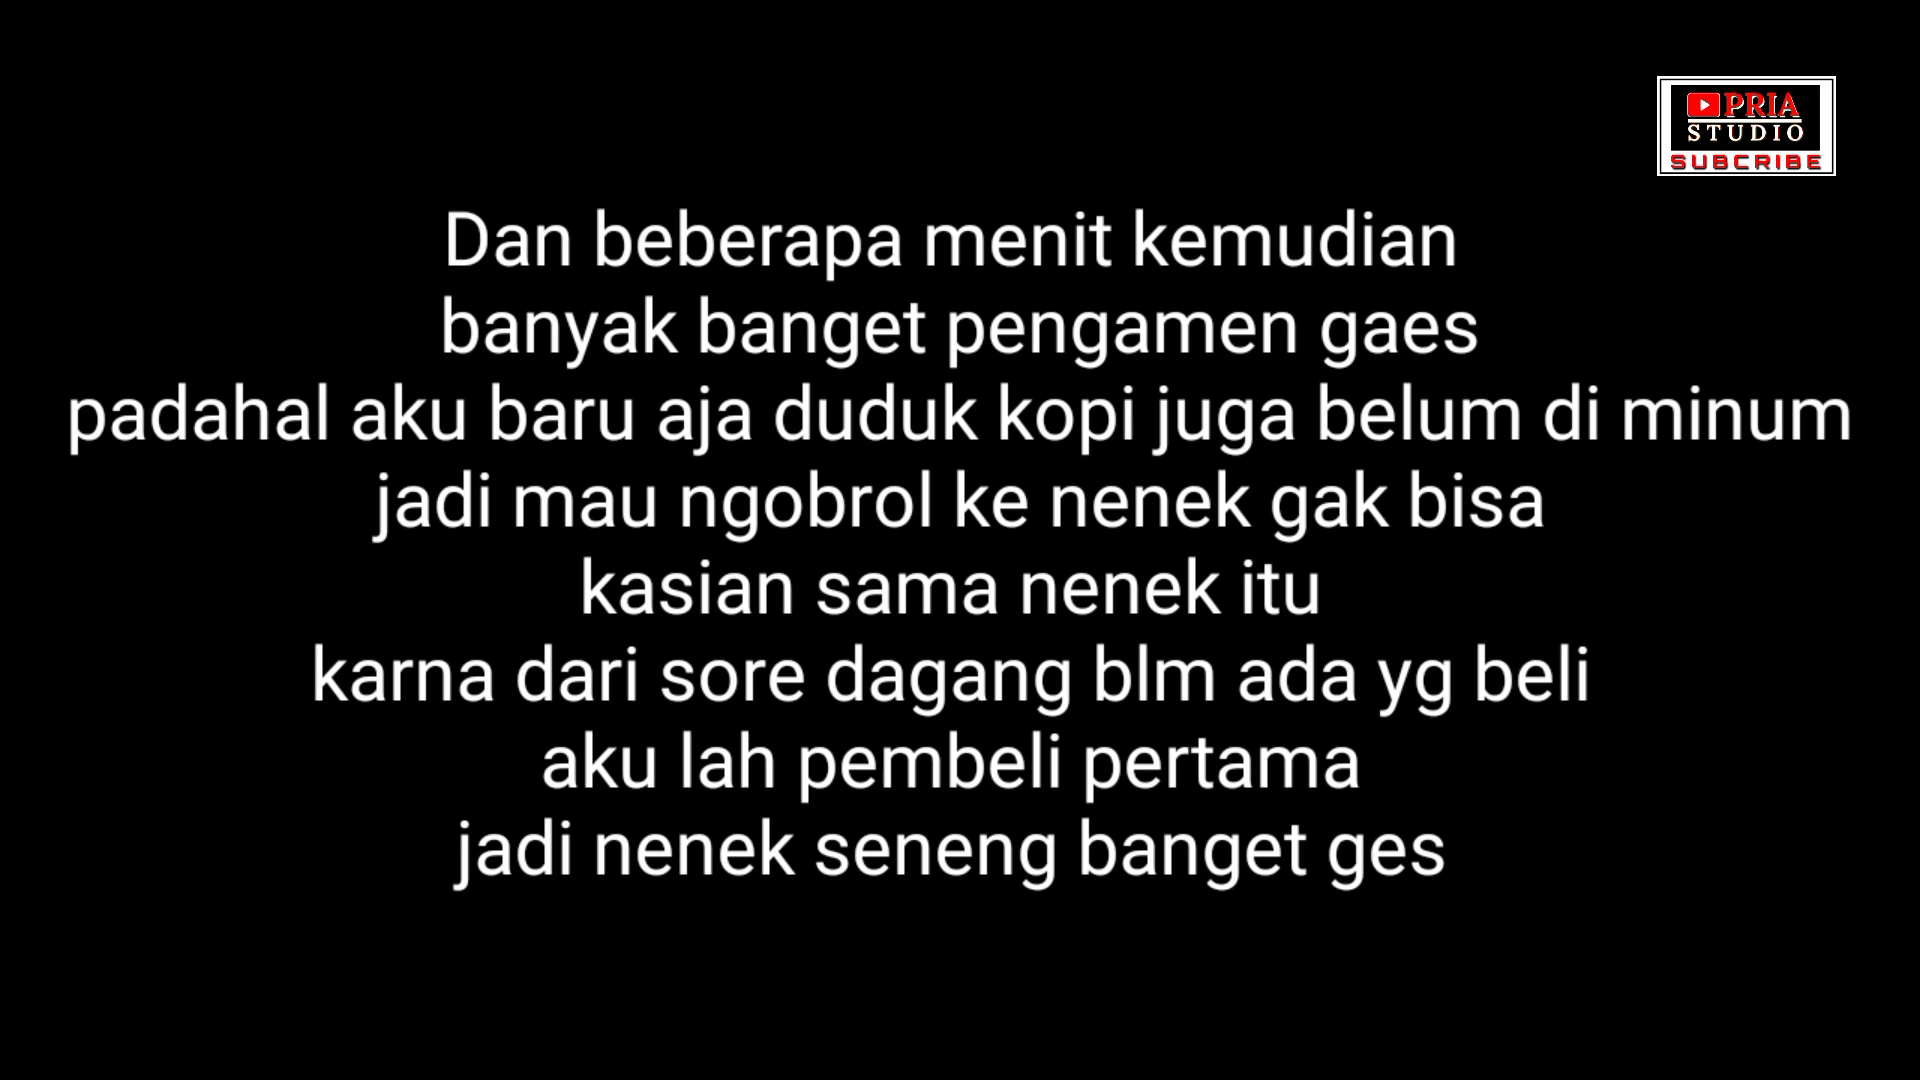 PRIA
STUDIO
SUBCRIBE
Dan beberapa menit kemudian
banyak banget pengamen gaes
padahal aku baru aja duduk kopi juga belum di minum
jadi mau ngobrol ke nenek gak bisa
kasian sama nenek itu
karna dari sore dagang blm ada yg beli
aku lah pembeli pertama
jadi nenek seneng banget ges